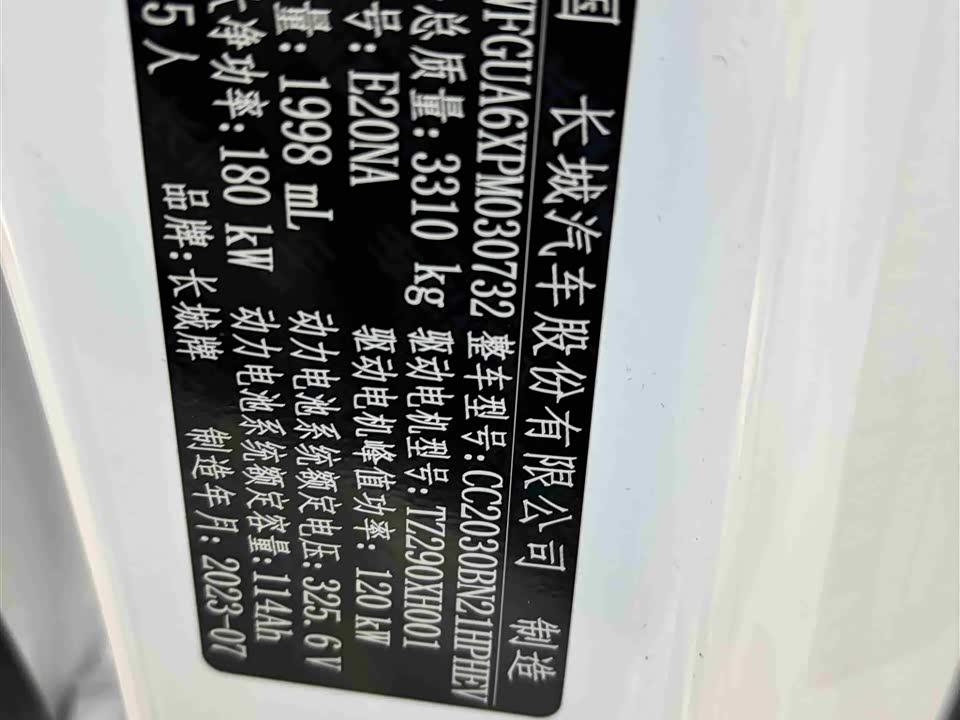 国 长城汽车股份有限公司 制造
WFGUA6XPM030732 整车型号:CC2030BN21HPHEV
总质量:3310 kg 驱动电机型号:TZ290XH001
号:E20NA 驱动电机峰值功率:120 kW
量:1998 mL 动力电池系统额定电压:325.6 V
净功率:180 kW 动力电池系统额定容量:114Ah
5人 品牌:长城牌 制造年月:2023-07